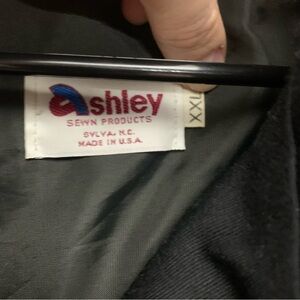 ashley
SEWN PRODUCTS
SYLVA, N.C.
MADE IN U.S.A.
XXL